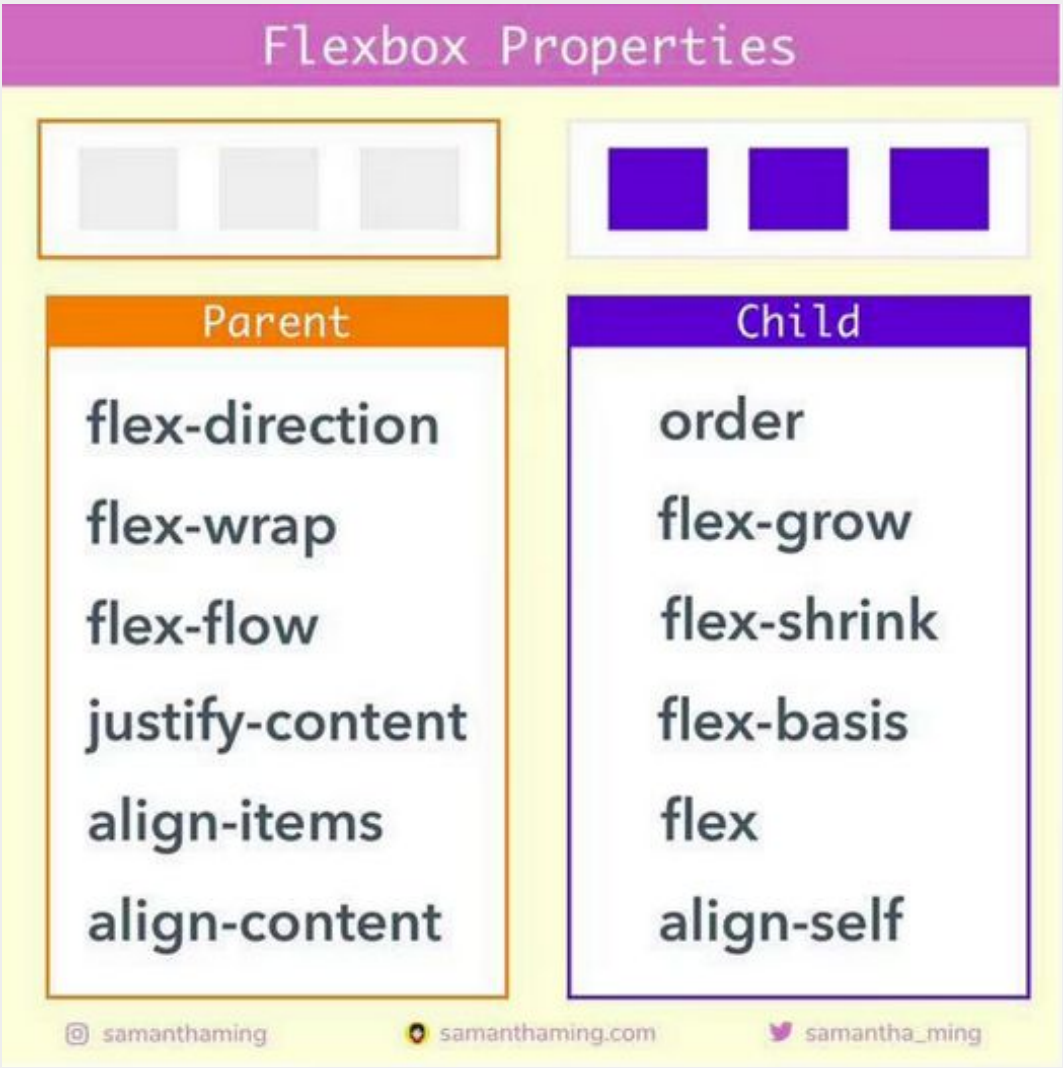 Flexbox Properties
Parent
flex-direction
flex-wrap
flex-flow
justify-content
align-items
align-content
Child
order
flex-grow
flex-shrink
flex-basis
flex
align-self
samanthaming
samanthaming.com
samantha_ming